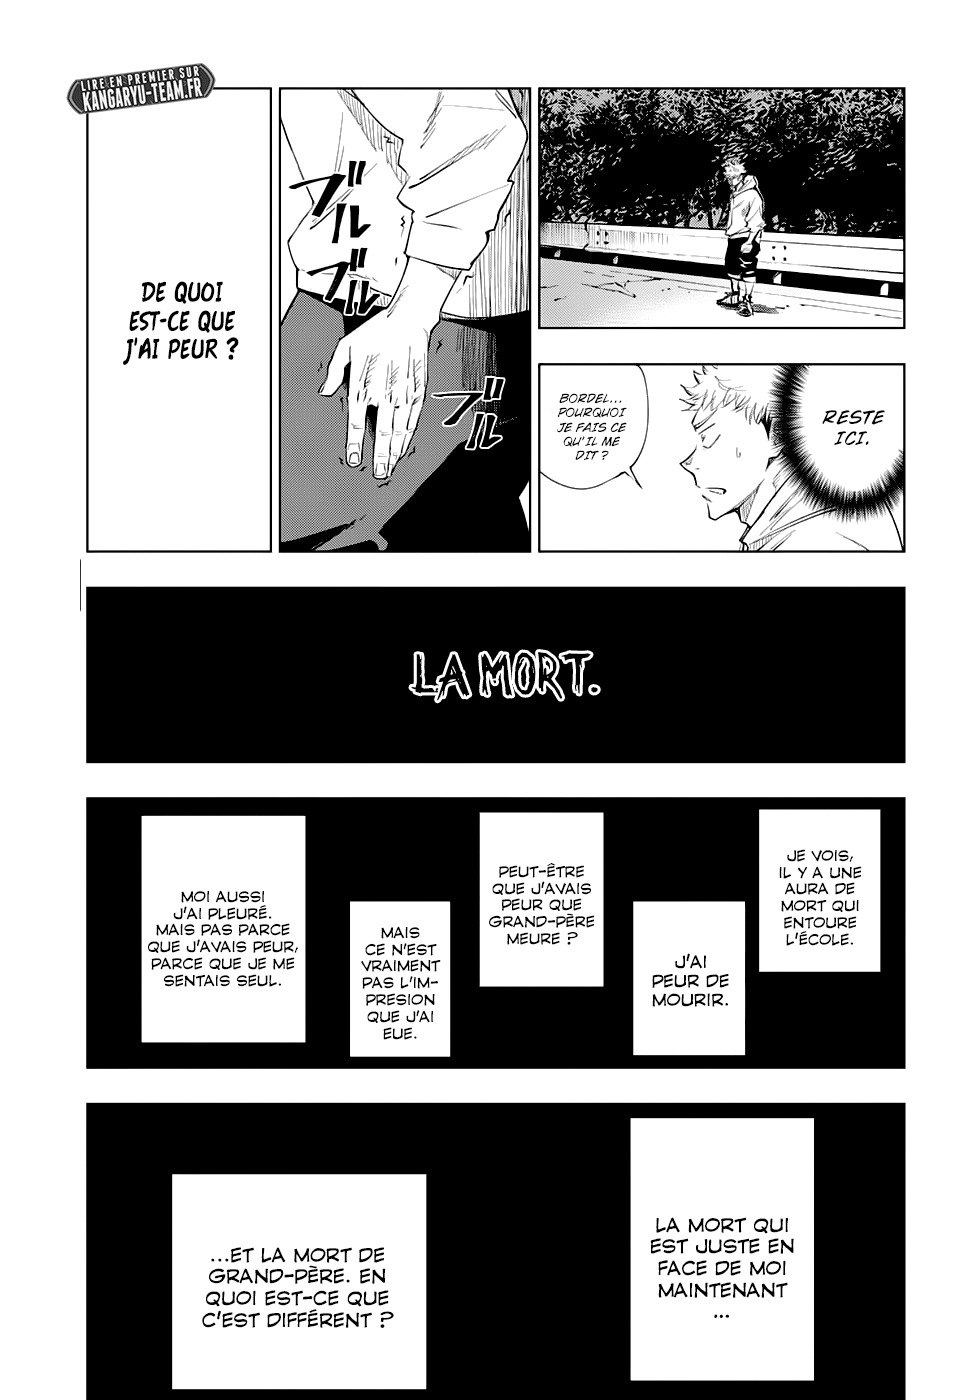 LIRE EN PREMIER SUR
KANGARYU-TEAM.FR
RESTE
ICI.
BORDEL...
POURQUOI
JE FAIS CE
QU'IL ME
DIT ?
ブルブル
ブル
DE QUOI
EST-CE QUE
J'AI PEUR ?
LA MORT.
JE VOIS,
IL Y A UNE
AURA DE
MORT QUI
ENTOURE
L'ÉCOLE.
J'AI
PEUR DE
MOURIR.
PEUT-ÊTRE
QUE J'AVAIS
PEUR QUE
GRAND-PÈRE
MEURE ?
MAIS
CE N'EST
VRAIMENT
PAS L'IM-
PRESION
QUE J'AI
EUE.
MOI AUSSI
J'AI PLEURÉ.
MAIS PAS PARCE
QUE J'AVAIS PEUR,
PARCE QUE JE ME
SENTAIS SEUL.
LA MORT QUI
EST JUSTE EN
FACE DE MOI
MAINTENANT
...
...ET LA MORT DE
GRAND-PÈRE. EN
QUOI EST-CE QUE
C'EST DIFFÉRENT ?